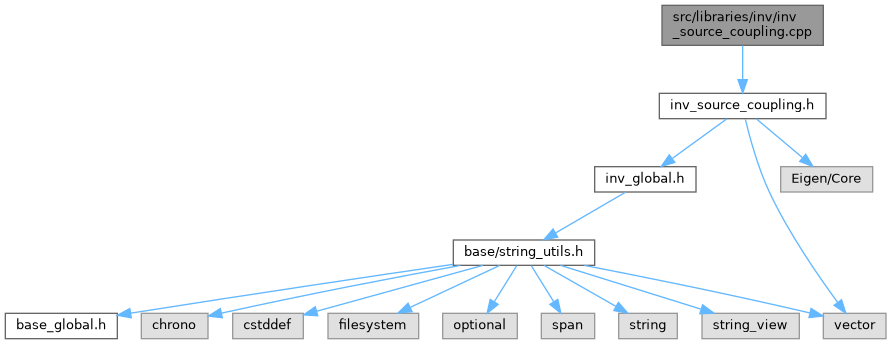 src/libraries/inv/inv
_source_coupling.cpp
inv_source_coupling.h
inv_global.h
Eigen/Core
base/string_utils.h
base_global.h
chrono
cstddef
filesystem
optional
span
string
string_view
vector